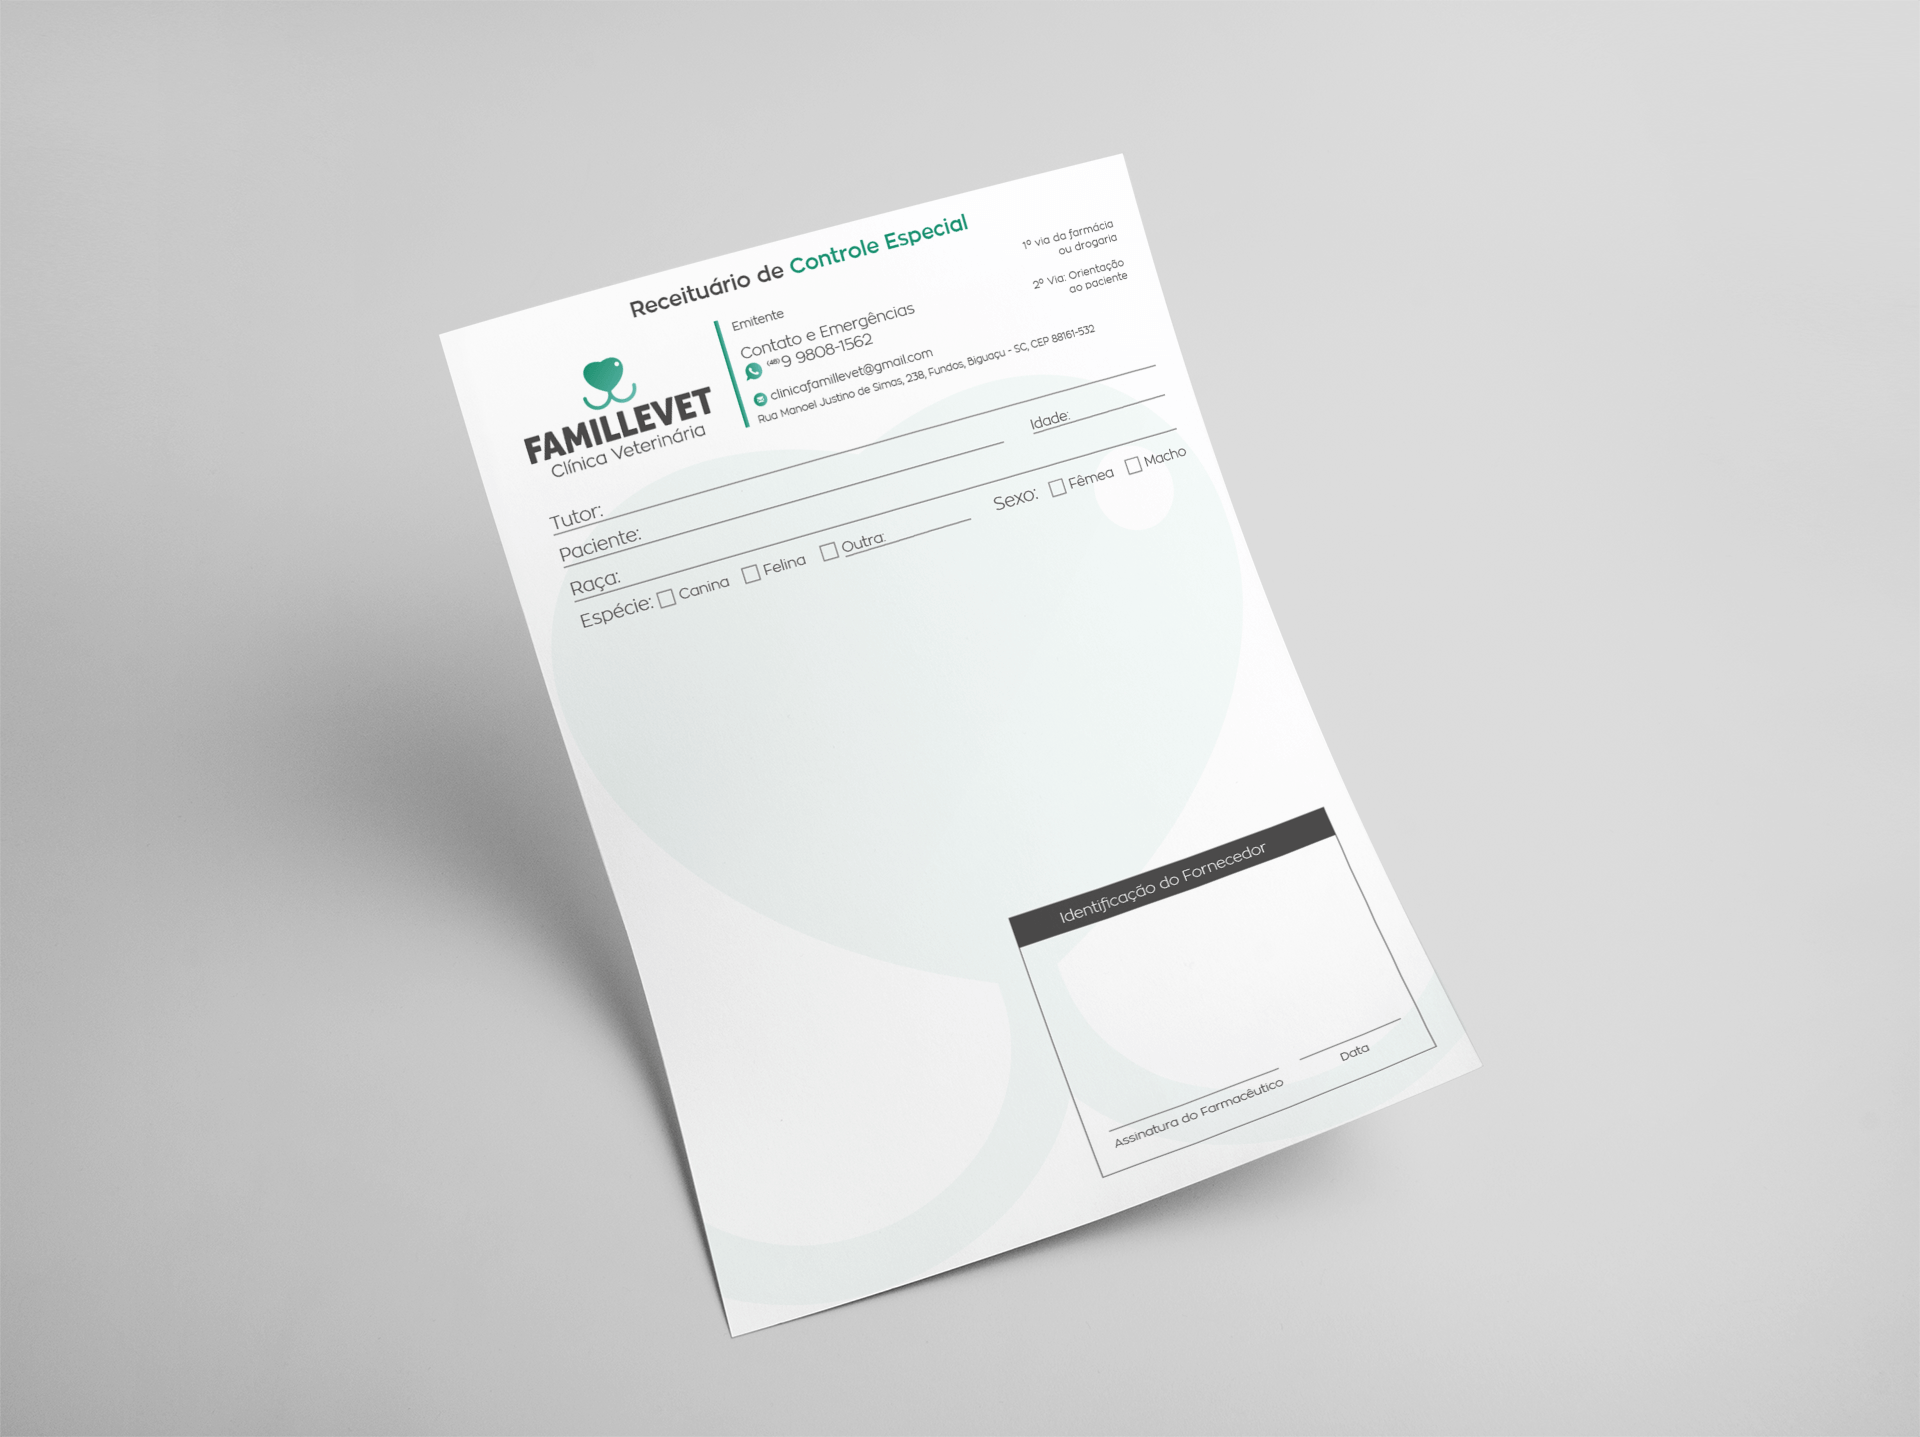 Receituário de Controle Especial
1º via da farmácia
ou drogaria
2º Via: Orientação
ao paciente
Emitente
Contato e Emergências
(48) 9 9808-1562
clinicafamillevet@gmail.com
Rua Manoel Justino de Simas, 238, Fundos, Biguaçu - SC, CEP 88161-532
FAMILLEVET
Clínica Veterinária
Tutor:
Paciente:
Idade:
Raça:
Espécie: Canina Felina Outra:
Sexo: Fêmea Macho
Identificação do Fornecedor
Assinatura do Farmacêutico
Data